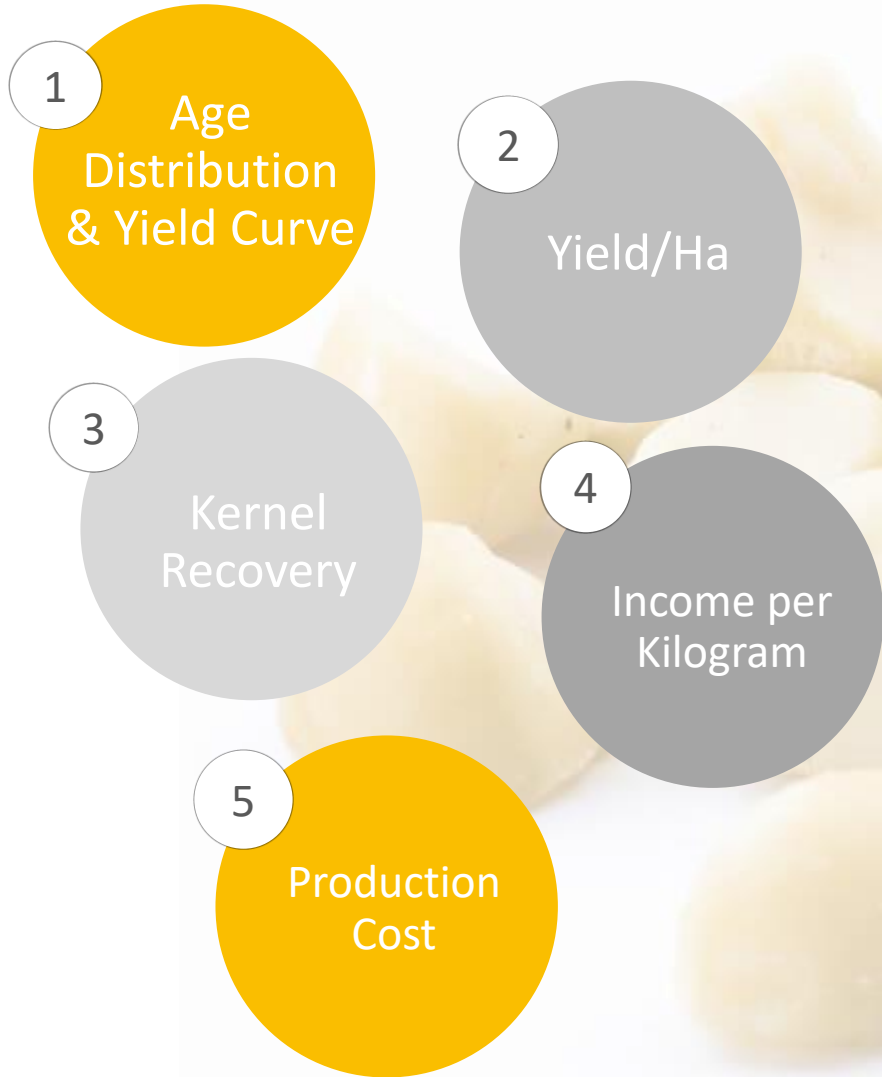 1
Age
Distribution
& Yield Curve
2
Yield/Ha
3
Kernel
Recovery
4
Income per
Kilogram
5
Production
Cost